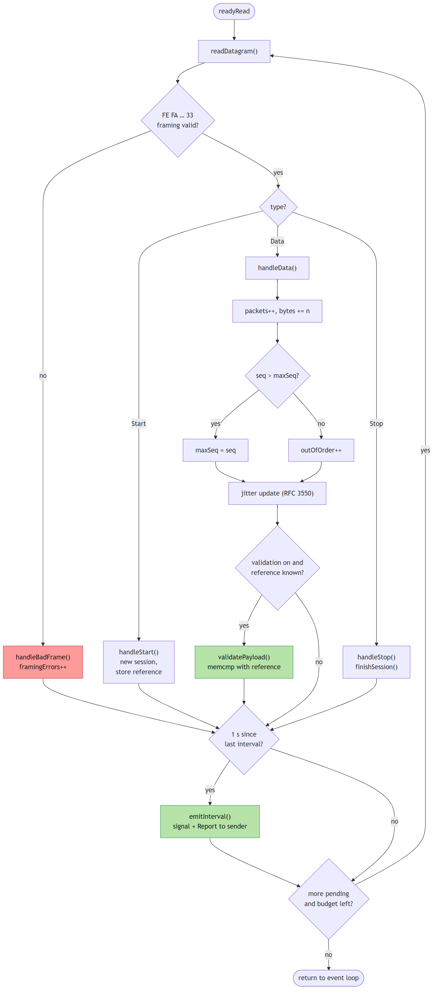 readyRead
readDatagram()
FE FA ... 33
framing valid?
yes
type?
Data
handleData()
packets++, bytes += n
no
seq > maxSeq?
Start
yes
no
Stop
yes
maxSeq = seq
outOfOrder++
jitter update (RFC 3550)
validation on and
reference known?
yes
handleBadFrame()
framingErrors++
handleStart()
new session,
store reference
validatePayload()
memcmp with reference
no
handleStop()
finishSession()
1 s since
last interval?
yes
emitInterval()
signal + Report to sender
no
more pending
and budget left?
no
return to event loop